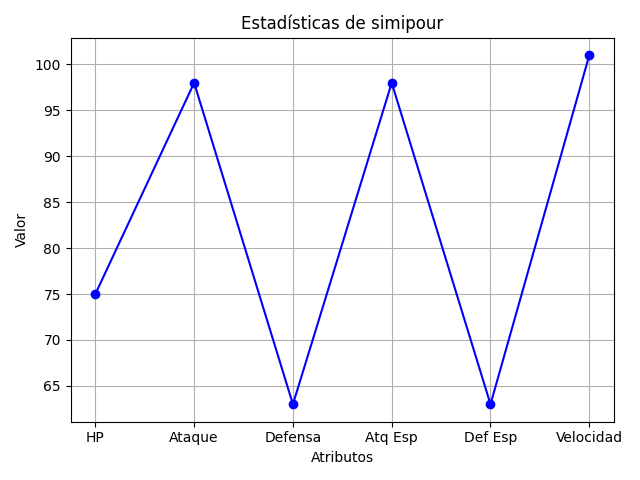 Estadísticas de simipour
Valor
100
95
90
85
80
75
70
65
HP Ataque Defensa Atq Esp Def Esp Velocidad
Atributos